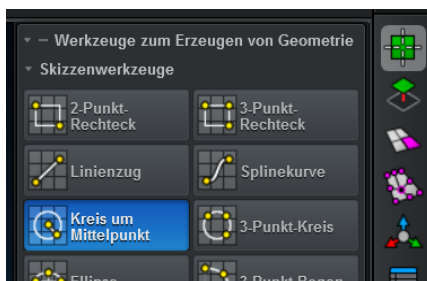 Werkzeuge zum Erzeugen von Geometrie
Skizzenwerkzeuge
2-Punkt-
Rechteck
3-Punkt-
Rechteck
Linienzug
Splinekurve
Kreis um
Mittelpunkt
3-Punkt-Kreis
Ellipse